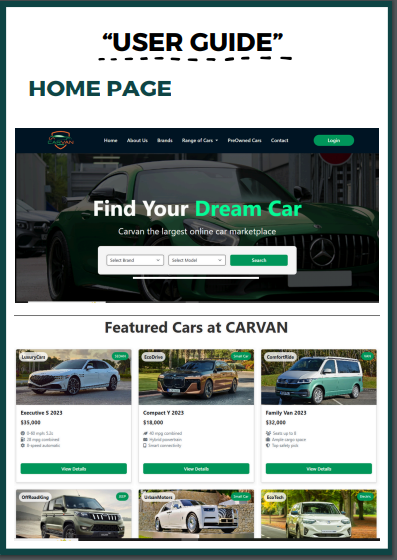 “USER GUIDE”
HOME PAGE
CARVAN
Home About Us Brands Range of Cars PreOwned Cars Contact Login
Find Your Dream Car
Carvan the largest online car marketplace
Select Brand Select Model Search
Featured Cars at CARVAN
LuxuryCars SEDAN EcoDrive Small Car ComfortRide VAN
Executive S 2023 Compact Y 2023 Family Van 2023
$35,000 $18,000 $32,000
0-60 mph: 5.2s 40 mpg combined Seats up to 8
28 mpg combined Hybrid powertrain Ample cargo space
8-speed automatic Smart connectivity Top safety pick
View Details View Details View Details
OffRoadKing SUV UrbanMotors Small Car EcoTech Electric